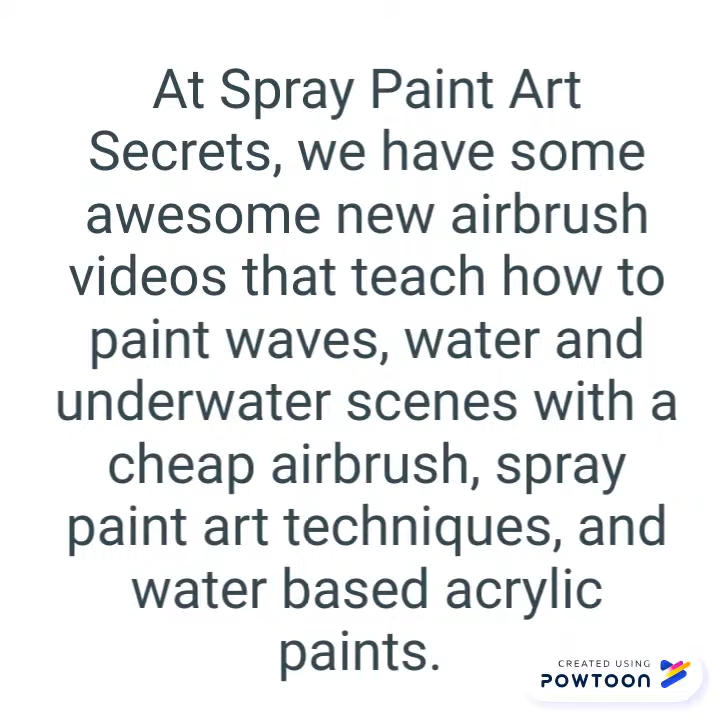 At Spray Paint Art
Secrets, we have some
awesome new airbrush
videos that teach how to
paint waves, water and
underwater scenes with a
cheap airbrush, spray
paint art techniques, and
water based acrylic
paints.
CREATED USING
POWTOON